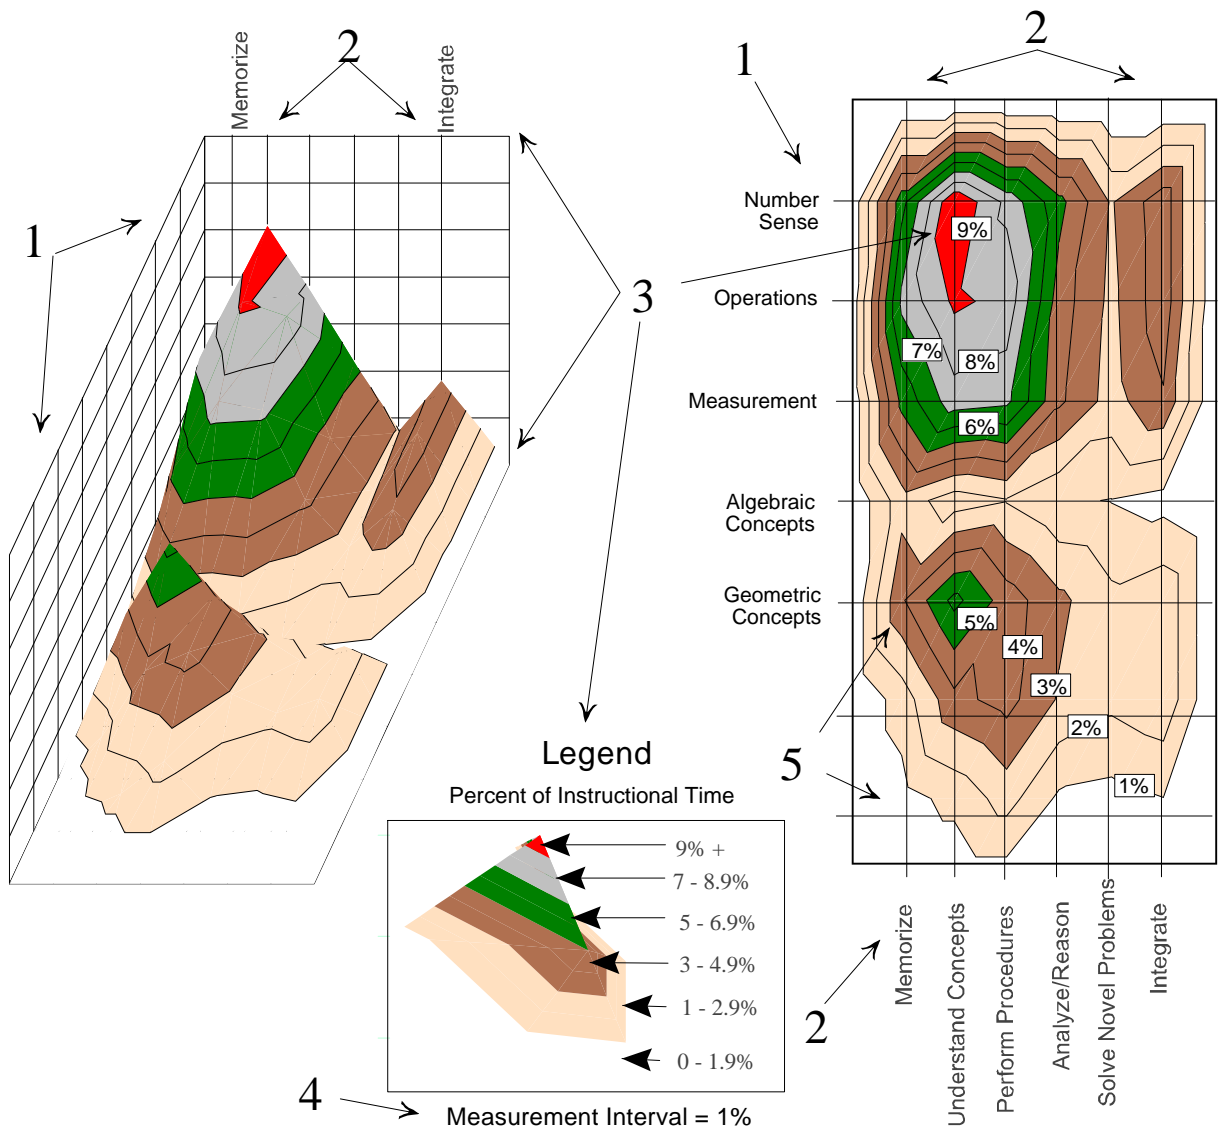 2
Memorize
Integrate
1
3
2
1
Number
Sense
Operations
Measurement
Algebraic
Concepts
Geometric
Concepts
9%
7%
8%
6%
5%
4%
3%
2%
1%
5
2
Memorize
Understand Concepts
Perform Procedures
Analyze/Reason
Solve Novel Problems
Integrate
Legend
Percent of Instructional Time
9% +
7 - 8.9%
5 - 6.9%
3 - 4.9%
1 - 2.9%
0 - 1.9%
4
Measurement Interval = 1%